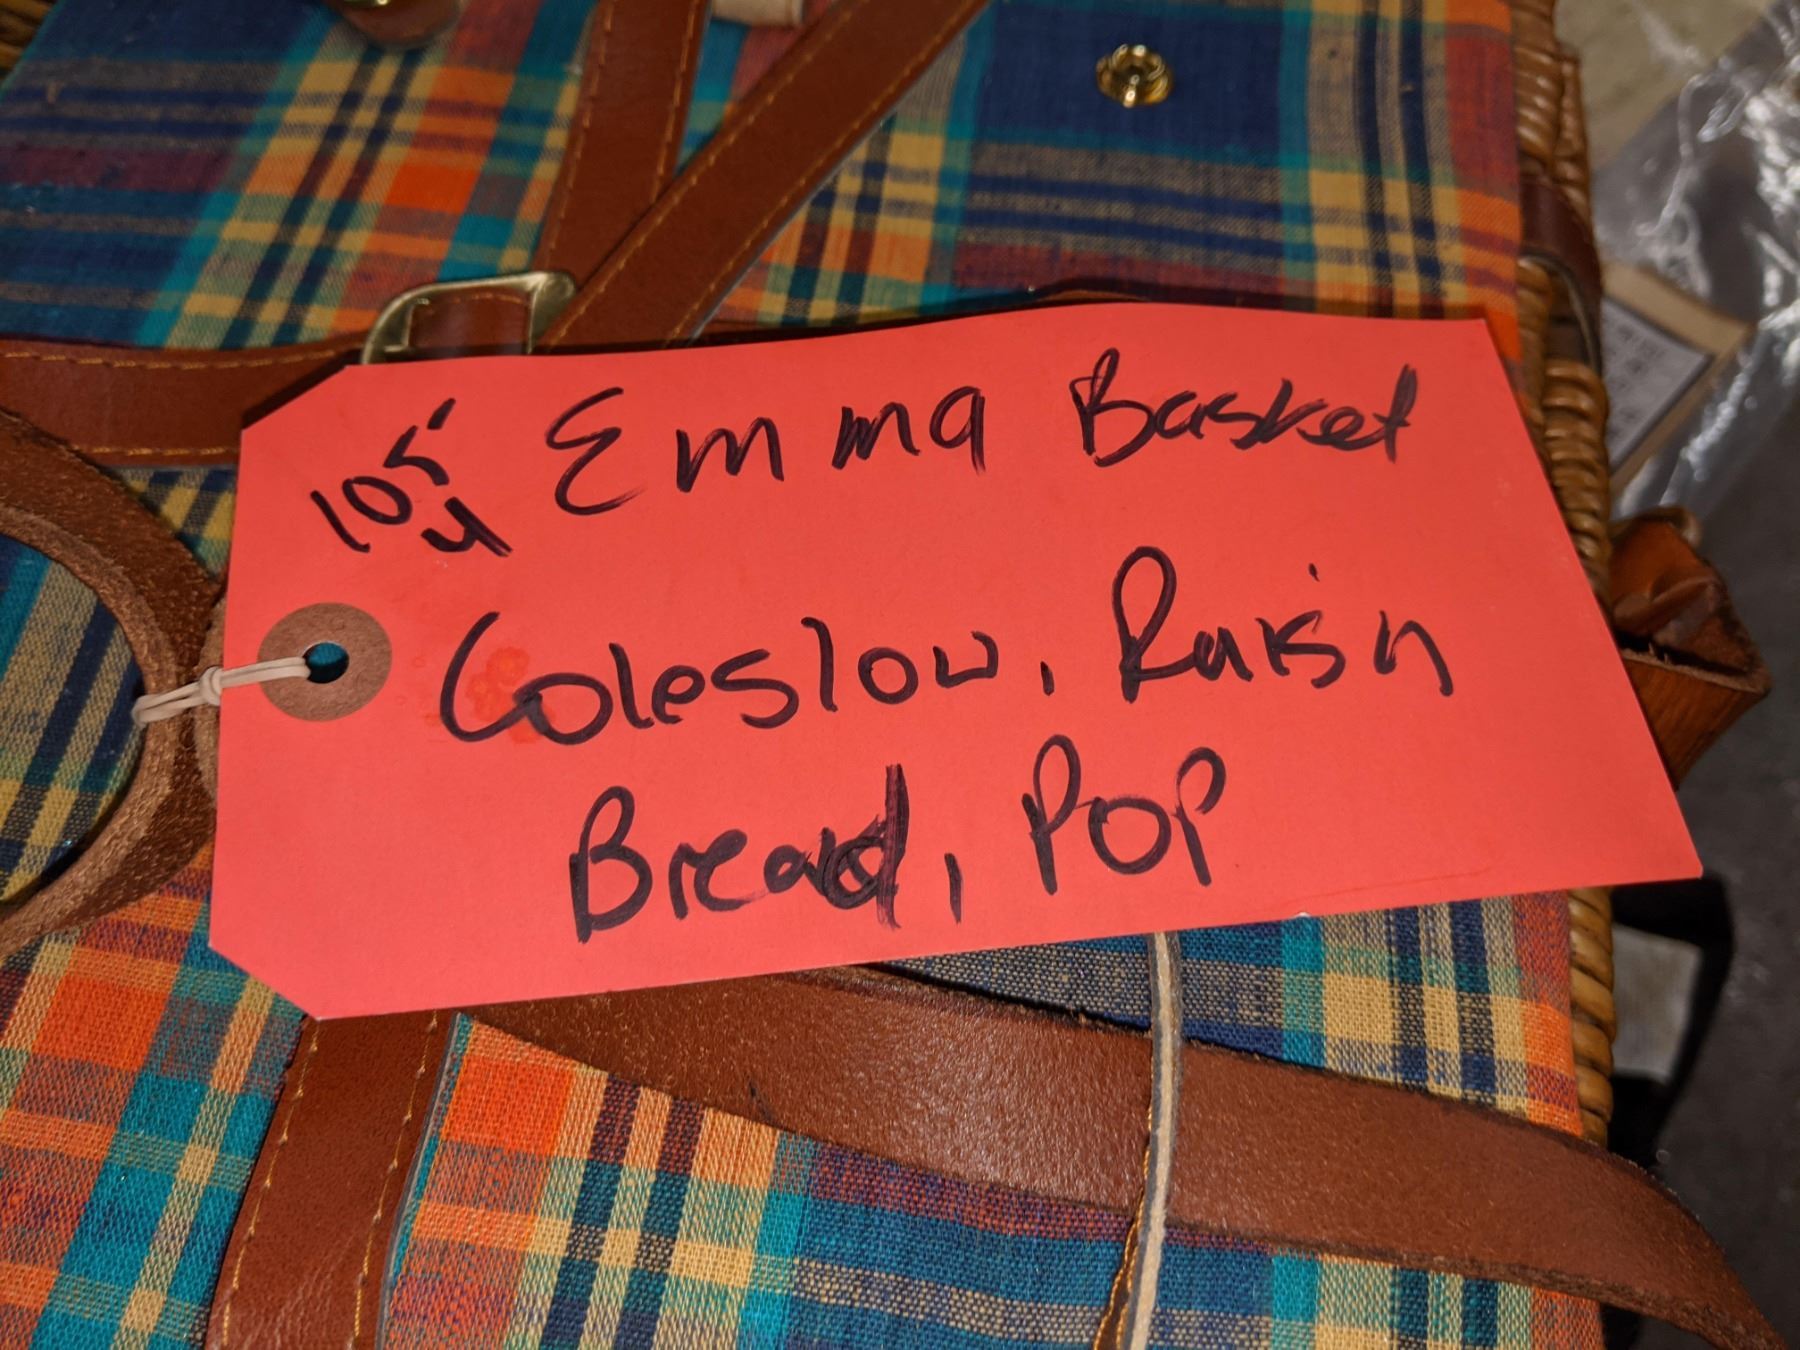 105 Emma Basket
Coleslow, Raisin
Bread, POP